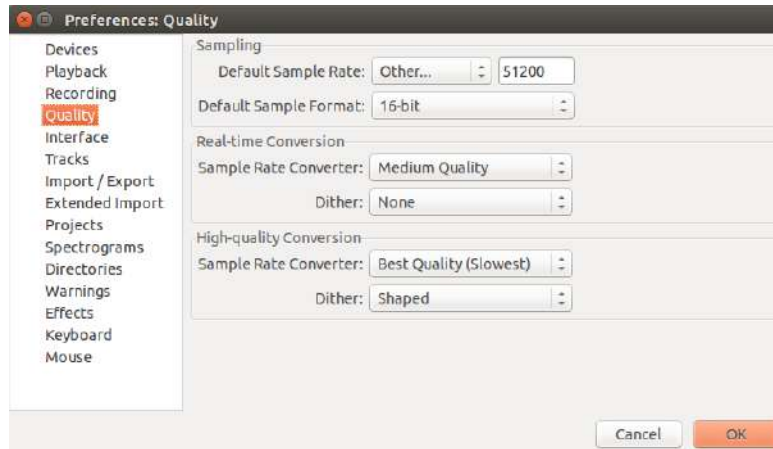 Preferences: Quality
Devices
Playback
Recording
Quality
Interface
Tracks
Import / Export
Extended Import
Projects
Spectrograms
Directories
Warnings
Effects
Keyboard
Mouse
Sampling
Default Sample Rate: Other... 51200
Default Sample Format: 16-bit
Real-time Conversion
Sample Rate Converter: Medium Quality
Dither: None
High-quality Conversion
Sample Rate Converter: Best Quality (Slowest)
Dither: Shaped
Cancel OK